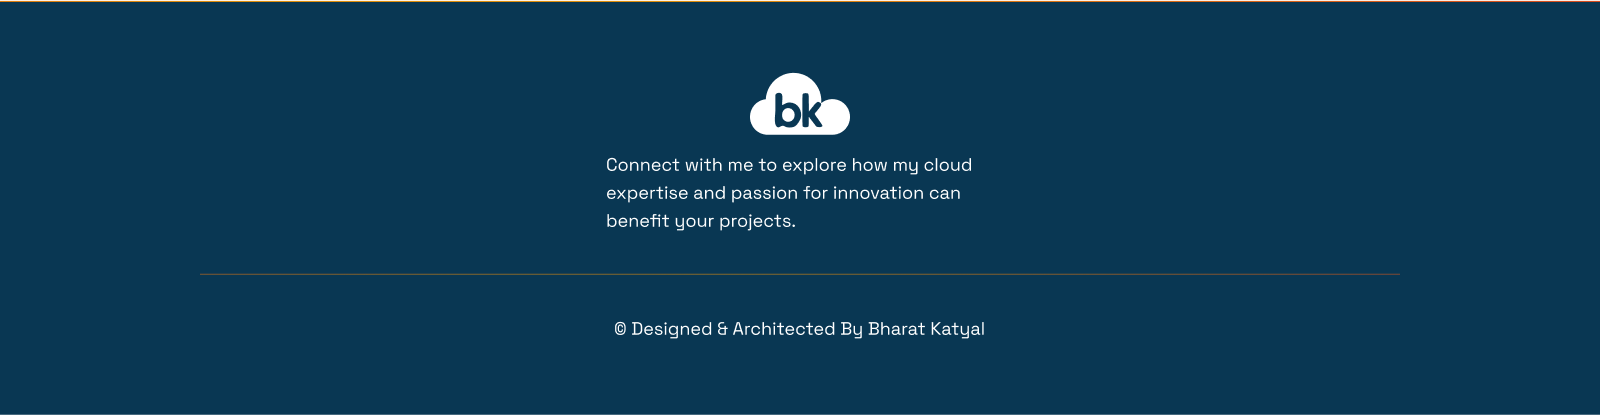 bk
Connect with me to explore how my cloud
expertise and passion for innovation can
benefit your projects.
© Designed & Architected By Bharat Katyal